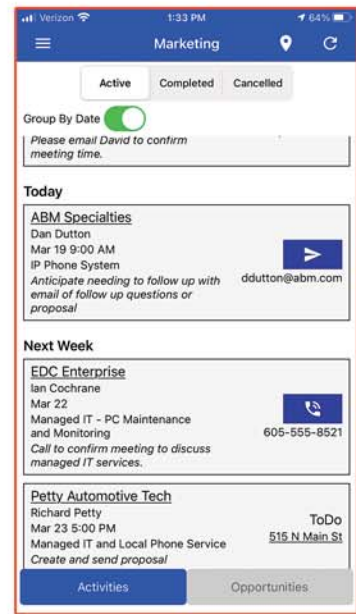 Verizon 1:33 PM 64%
Marketing
Active Completed Cancelled
Group By Date
Please email David to confirm
meeting time.
Today
ABM Specialties
Dan Dutton
Mar 19 9:00 AM
IP Phone System
Anticipate needing to follow up with
email of follow up questions or
proposal
ddutton@abm.com
Next Week
EDC Enterprise
Ian Cochrane
Mar 22
Managed IT - PC Maintenance
and Monitoring
Call to confirm meeting to discuss
managed IT services.
605-555-8521
Petty Automotive Tech
Richard Petty
Mar 23 5:00 PM
Managed IT and Local Phone Service
Create and send proposal
ToDo
515 N Main St
Activities Opportunities